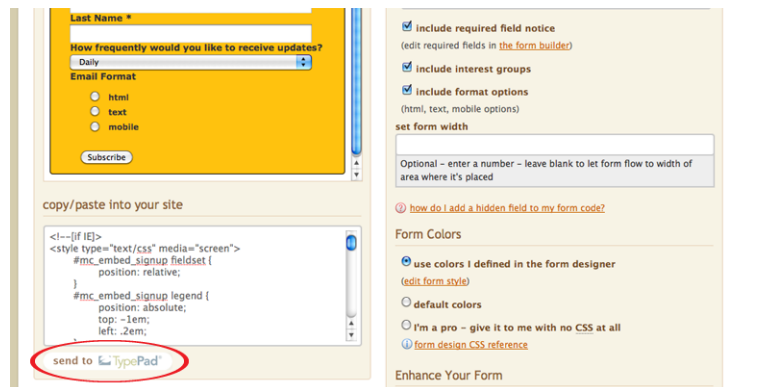 Last Name *
How frequently would you like to receive updates?
Daily
Email Format
html
text
mobile
Subscribe
copy/paste into your site
<!--[if IE]>
<style type="text/css" media="screen">
#mc_embed_signup fieldset {
position: relative;
}
#mc_embed_signup legend {
position: absolute;
top: -1em;
left: .2em;
send to TypePad
include required field notice
(edit required fields in the form builder)
include interest groups
include format options
(html, text, mobile options)
set form width
Optional – enter a number – leave blank to let form flow to width of
area where it's placed
how do I add a hidden field to my form code?
Form Colors
use colors I defined in the form designer
(edit form style)
default colors
I'm a pro – give it to me with no CSS at all
form design CSS reference
Enhance Your Form